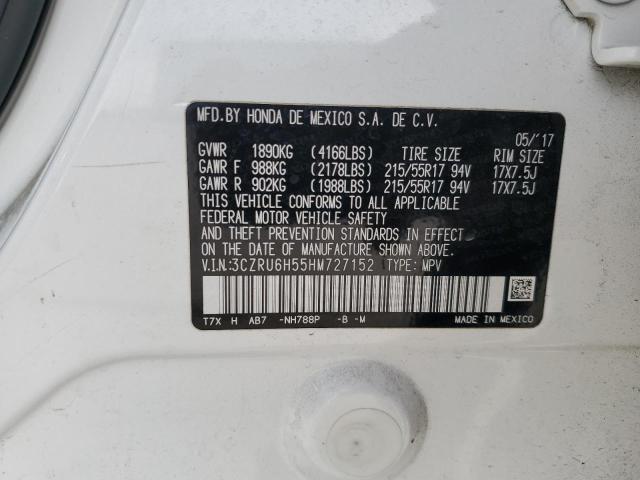 MFD.BY HONDA DE MEXICO S.A. DE C.V.
05/'17
GVWR 1890KG (4166LBS) TIRE SIZE RIM SIZE
GAWR F 988KG (2178LBS) 215/55R17 94V 17X7.5J
GAWR R 902KG (1988LBS) 215/55R17 94V 17X7.5J
THIS VEHICLE CONFORMS TO ALL APPLICABLE
FEDERAL MOTOR VEHICLE SAFETY
AND THEFT PREVENTION STANDARDS IN EFFECT
ON THE DATE OF MANUFACTURE SHOWN ABOVE.
V.I.N:3CZRU6H55HM727152 TYPE: MPV
T7X H AB7 -NH788P -B -M
MADE IN MEXICO